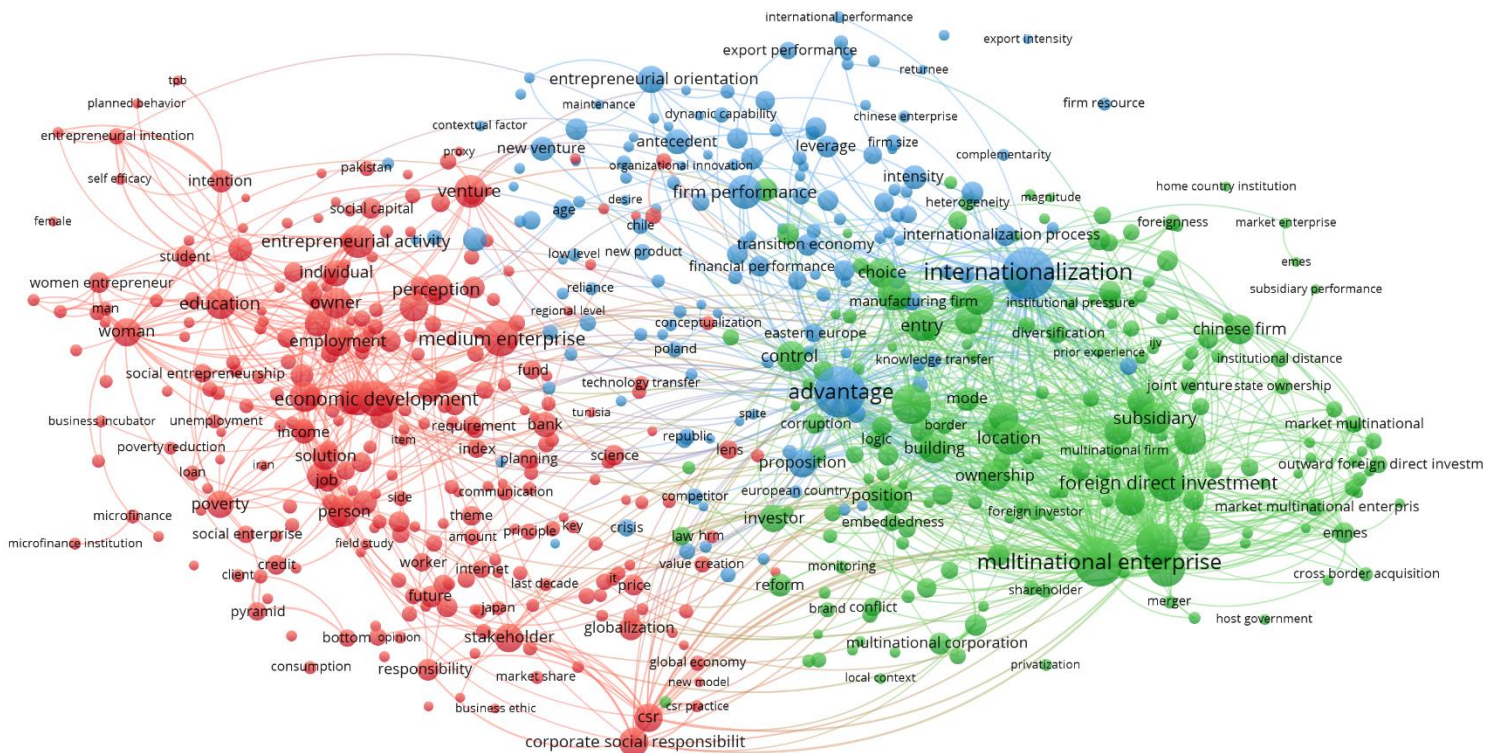 international performance
export performance
export intensity
returnee
entrepreneurial orientation
tpb
planned behavior
maintenance
dynamic capability
chinese enterprise
firm resource
entrepreneurial intention
contextual factor
new venture
antecedent
leverage
firm size
proxy
pakistan
organizational innovation
complementarity
self efficacy
intention
venture
firm performance
intensity
magnitude
home country institution
heterogeneity
female
social capital
age
desire
chile
foreignness
market enterprise
internationalization process
entrepreneurial activity
transition economy
student
low level
new product
emes
individual
financial performance
choice
internationalization
women entrepreneur
perception
reliance
subsidiary performance
man
education
owner
manufacturing firm
institutional pressure
regional level
conceptualization
entry
woman
employment
medium enterprise
eastern europe
diversification
chinese firm
poland
control
knowledge transfer
prior experience
ijv
institutional distance
social entrepreneurship
fund
technology transfer
joint venture
state ownership
economic development
advantage
mode
business incubator
unemployment
requirement
tunisia
spite
corruption
border
subsidiary
market multinational
income
item
bank
republic
logic
building
location
poverty reduction
solution
index
lens
multinational firm
loan
iran
planning
science
proposition
outward foreign direct investm
job
ownership
foreign direct investment
side
communication
competitor
european country
position
poverty
market multinational enterpris
microfinance
person
theme
investor
embeddedness
foreign investor
social enterprise
amount
principle
key
crisis
law
hrm
emnes
microfinance institution
field study
client
credit
worker
internet
value creation
monitoring
multinational enterprise
cross border acquisition
last decade
it
price
reform
shareholder
future
merger
pyramid
japan
brand
conflict
host government
bottom
opinion
stakeholder
globalization
multinational corporation
consumption
responsibility
global economy
privatization
market share
new model
local context
business ethic
csr
csr practice
corporate social responsibilit